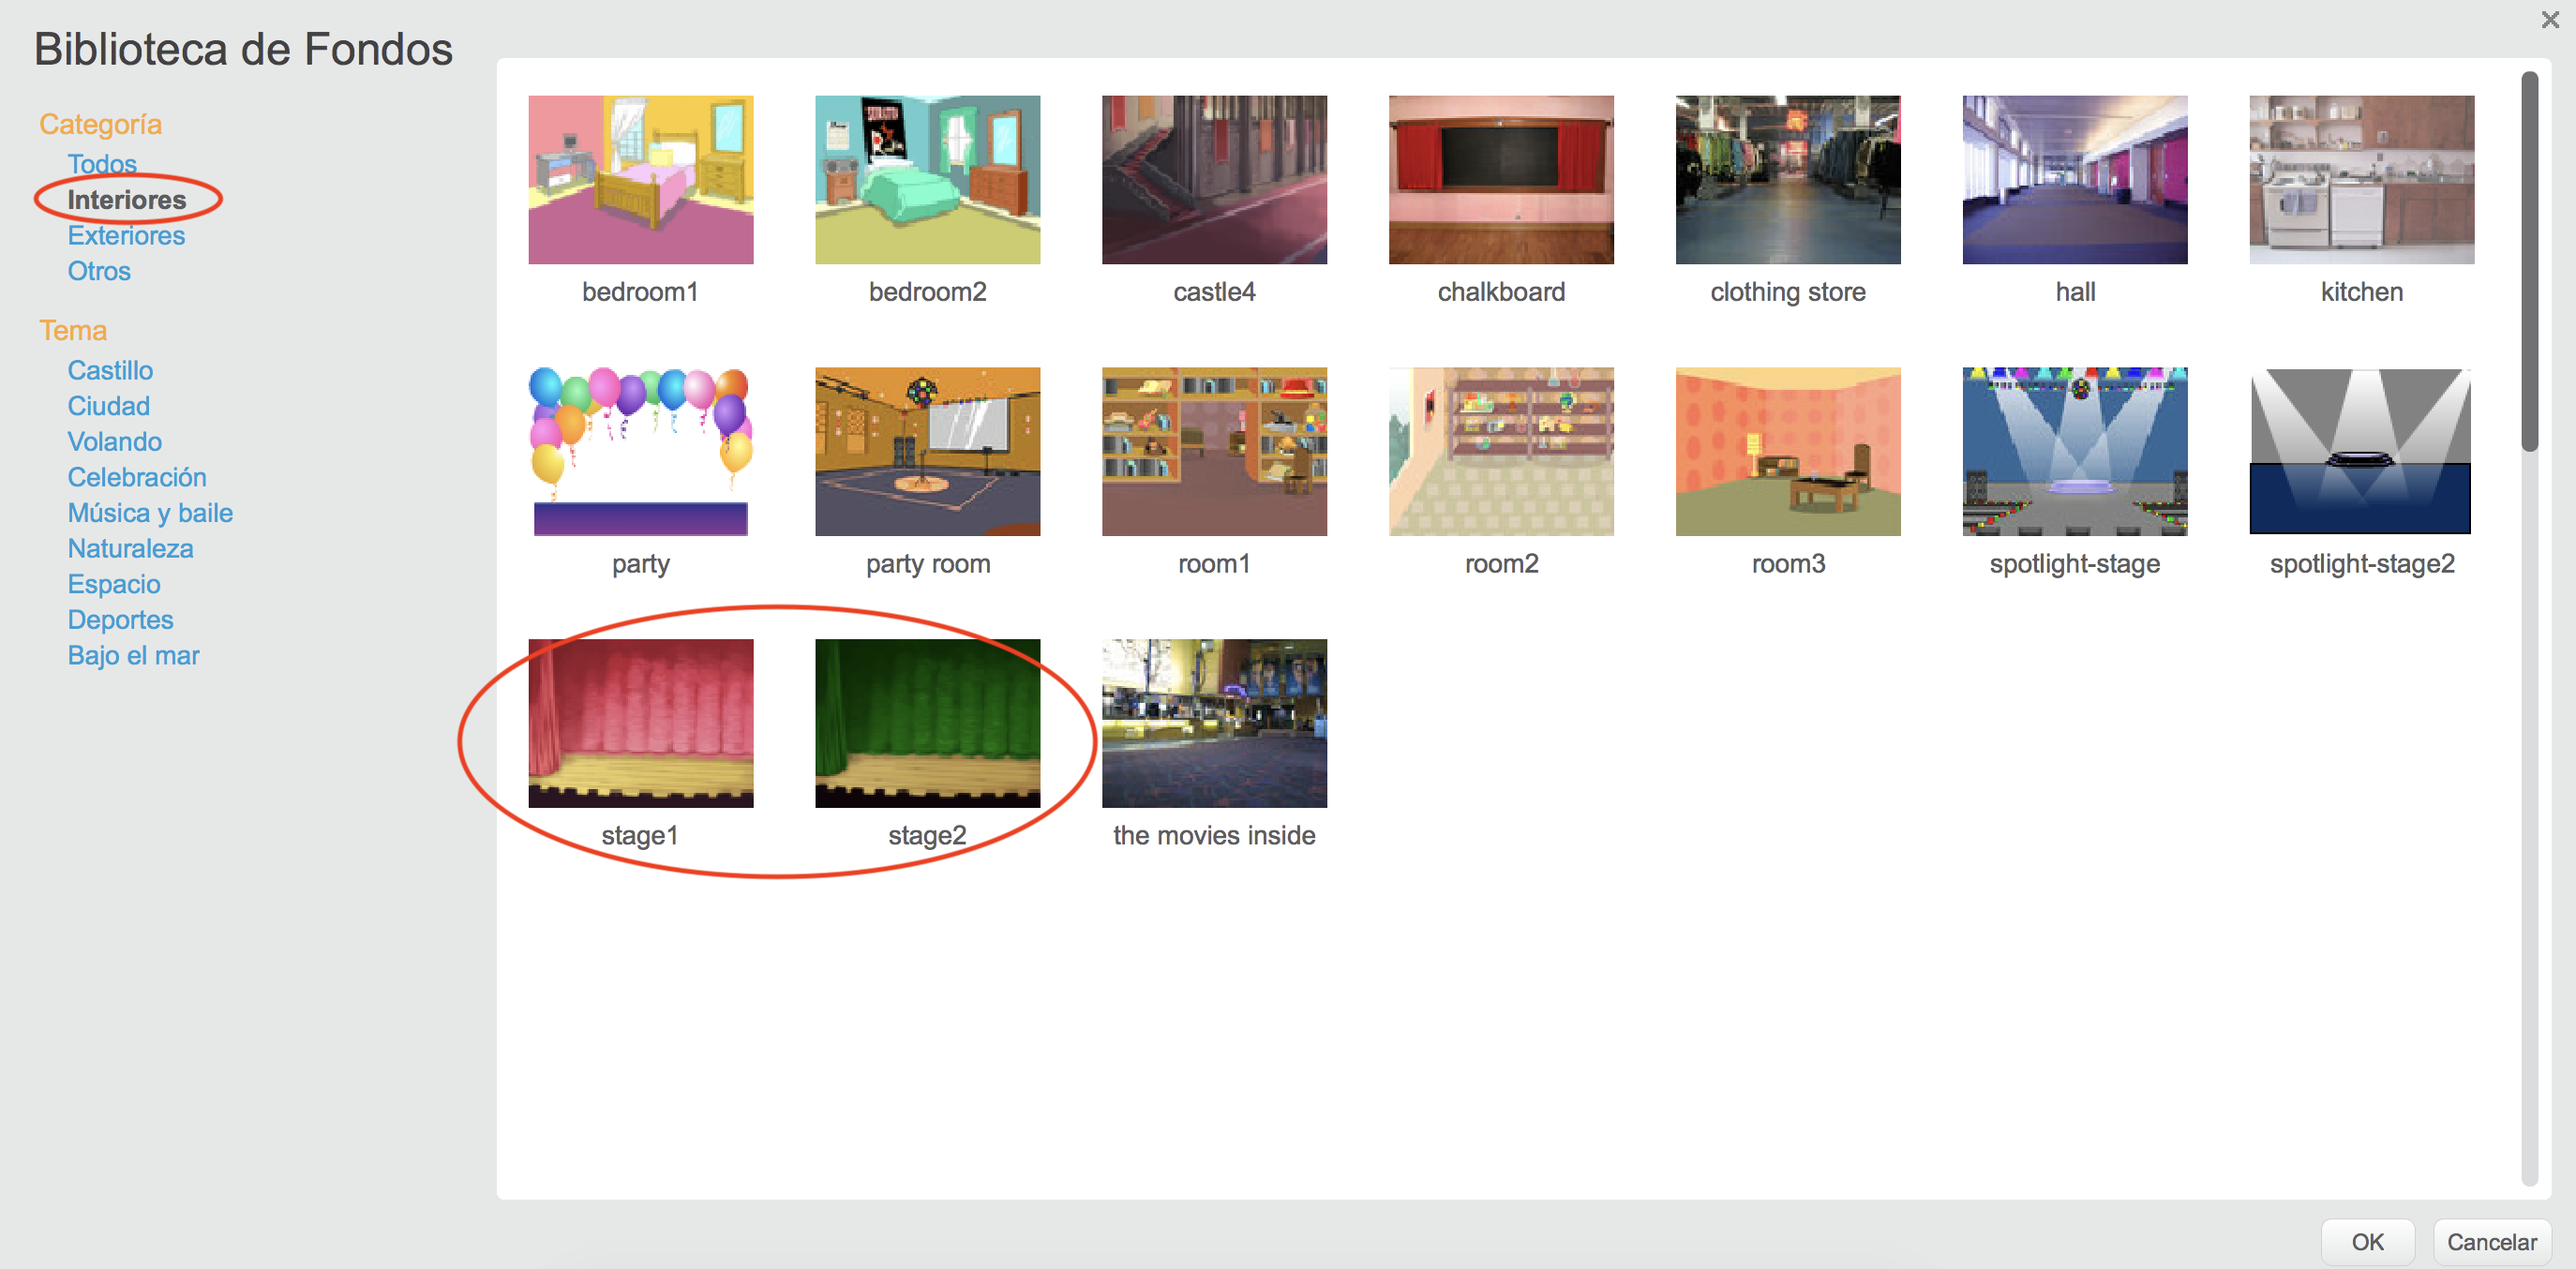 Biblioteca de Fondos
Categoría
Todos
Interiores
Exteriores
Otros
Tema
Castillo
Ciudad
Volando
Celebración
Música y baile
Naturaleza
Espacio
Deportes
Bajo el mar
bedroom1 bedroom2 castle4 chalkboard clothing store hall kitchen
party party room room1 room2 room3 spotlight-stage spotlight-stage2
stage1 stage2 the movies inside
OK Cancelar